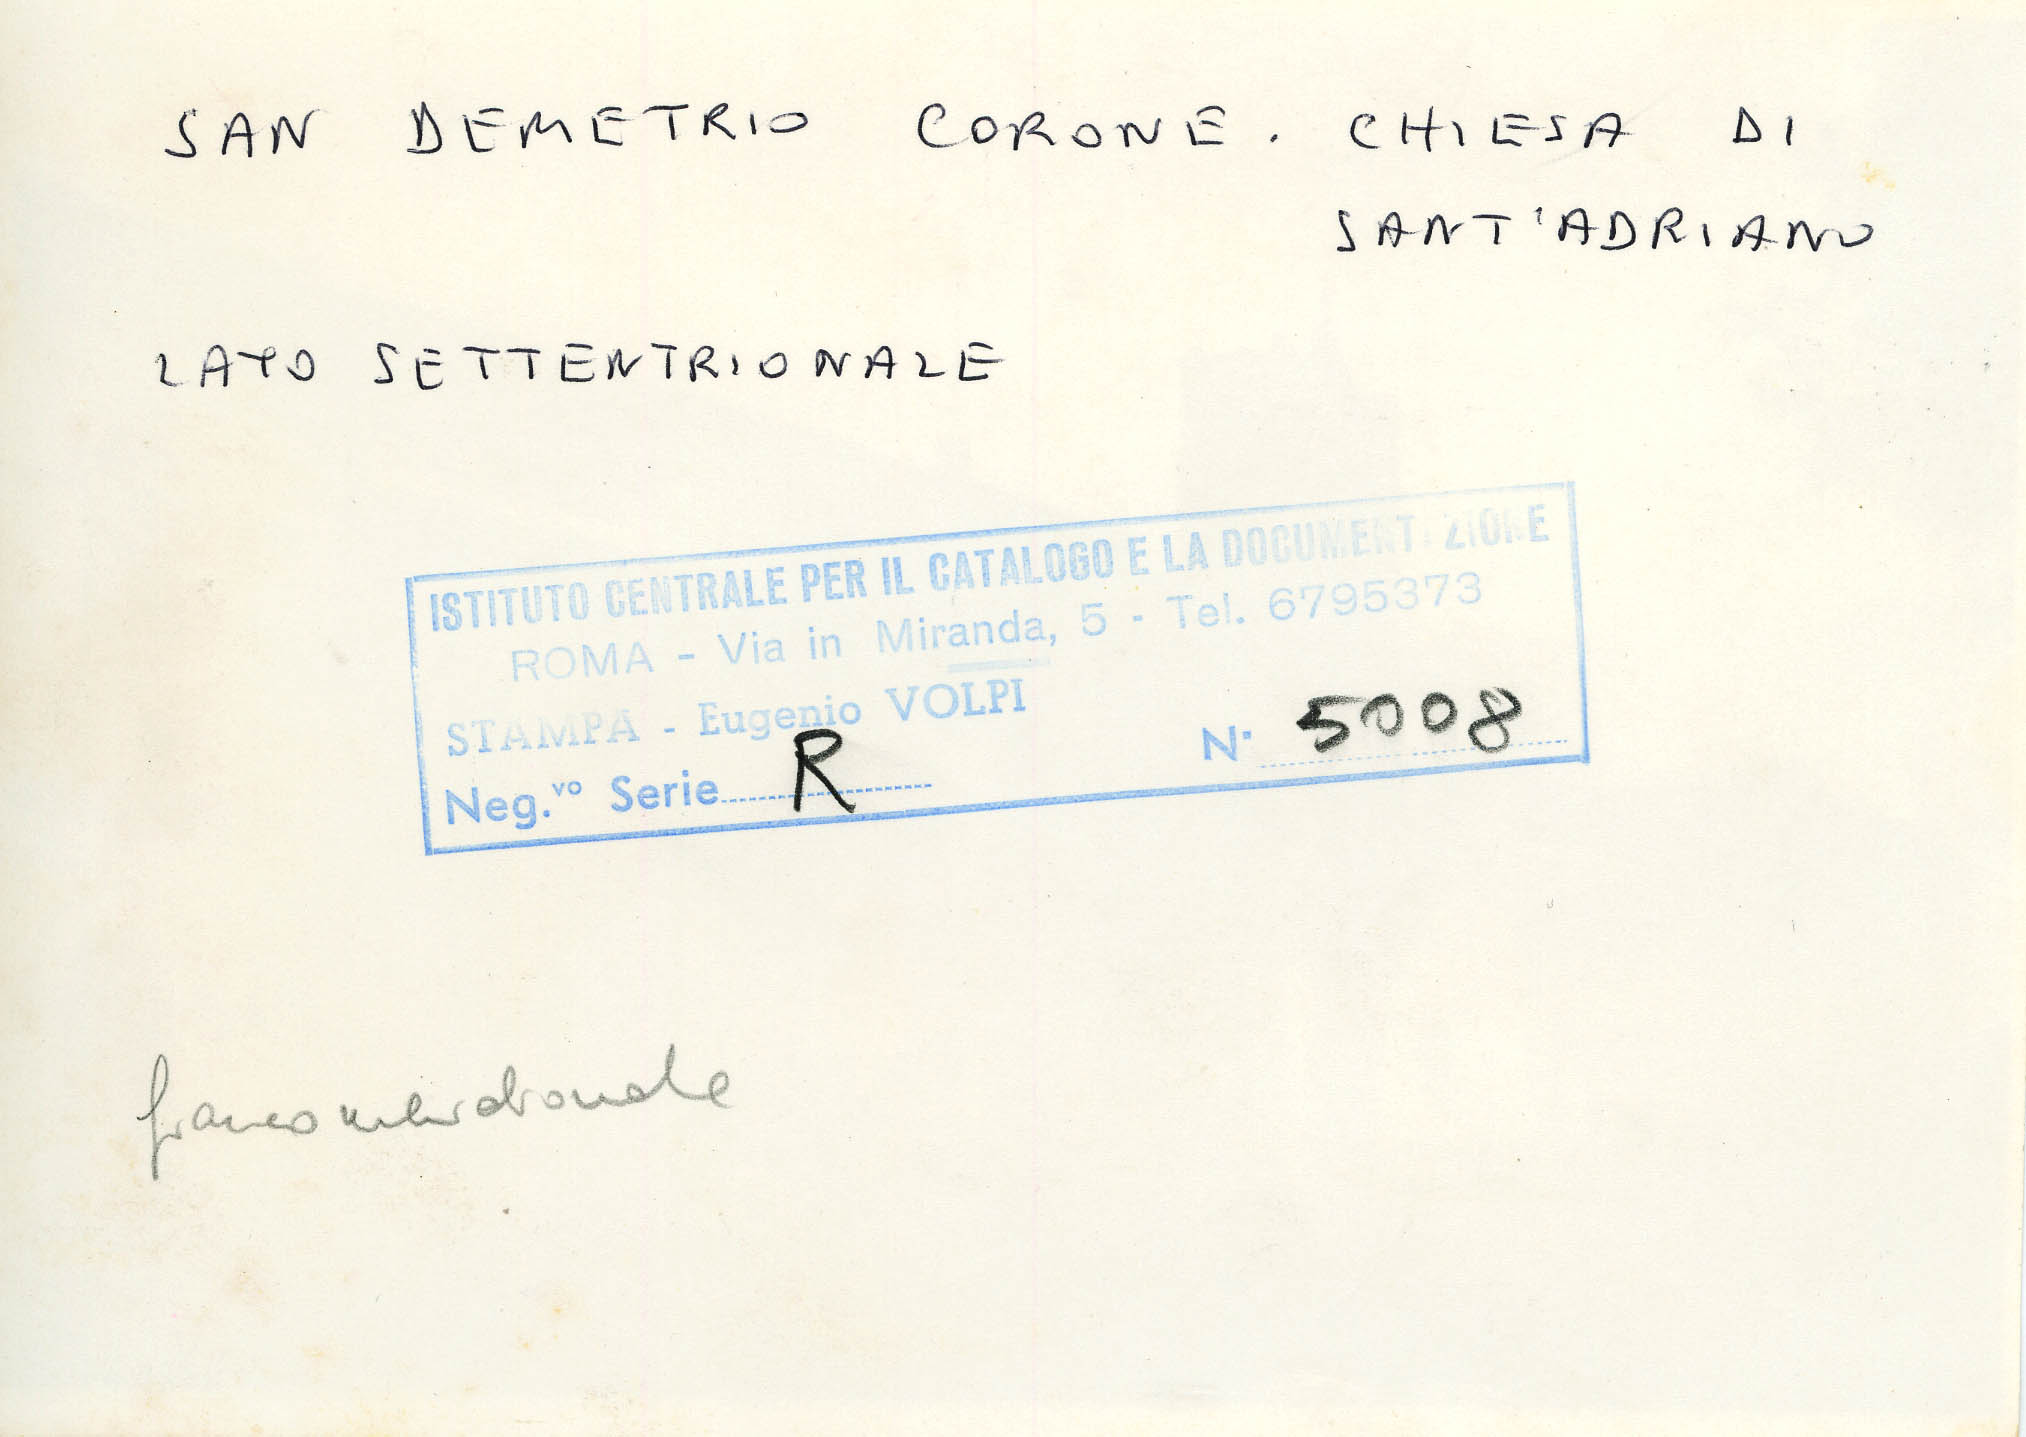 SAN DEMETRIO CORONE. CHIESA DI
SANT'ADRIANO
LATO SETTENTRIONALE
ISTITUTO CENTRALE PER IL CATALOGO E LA DOCUMENTAZIONE
ROMA - Via in Miranda, 5 - Tel. 6795373
STAMPA - Eugenio VOLPI
Neg.vo Serie R N. 5008
fianco meridionale